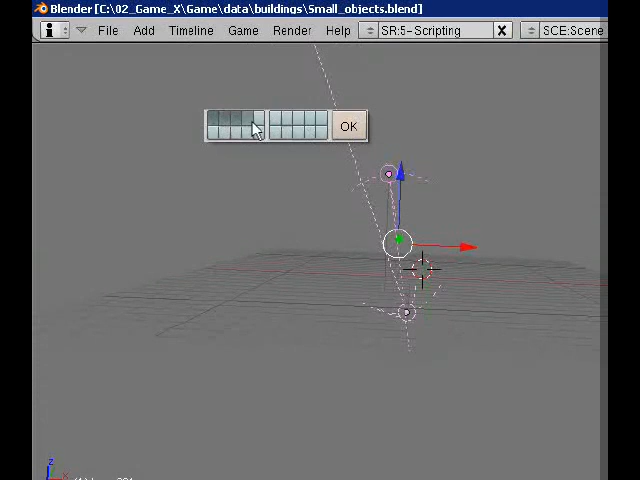 Blender [C:\02_Game_X\Game\data\buildings\Small_objects.blend]
File Add Timeline Game Render Help SR:5-Scripting X SCE:Scene
OK
z
x